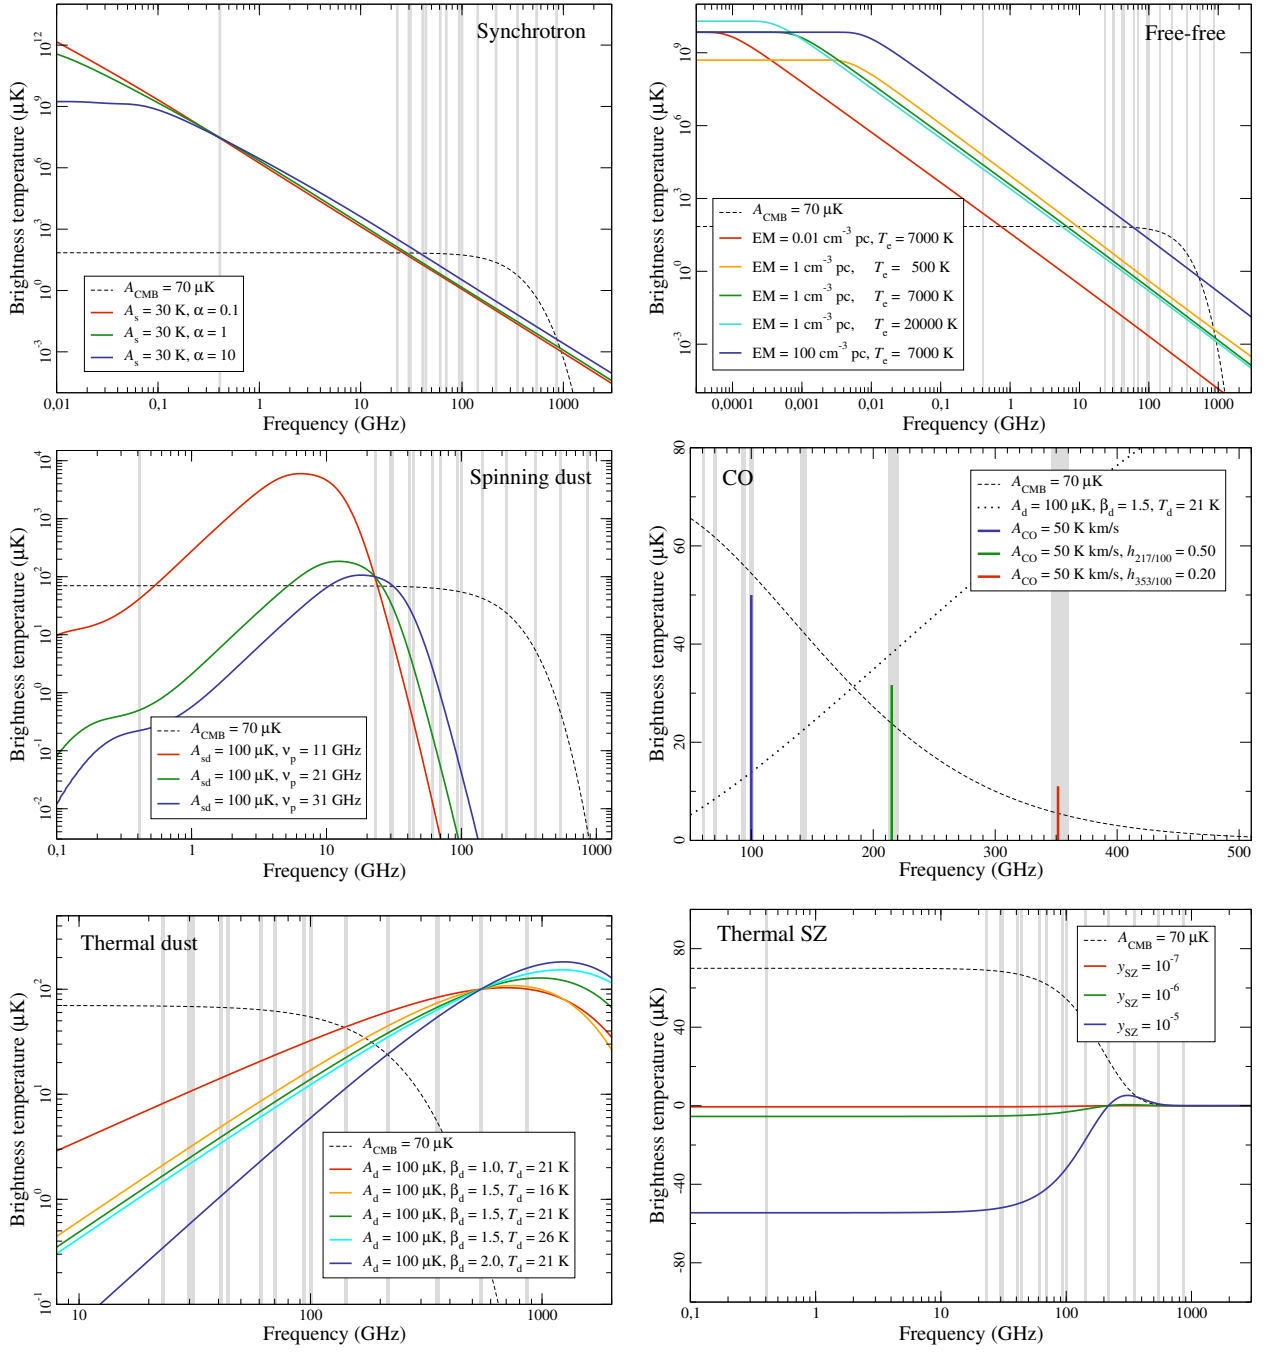 Synchrotron
Brightness temperature (μK)
10^12
10^9
10^6
10^3
10^0
10^-3
A_CMB = 70 μK
A_s = 30 K, α = 0.1
A_s = 30 K, α = 1
A_s = 30 K, α = 10
0,01 0,1 1 10 100 1000
Frequency (GHz)
Free-free
Brightness temperature (μK)
10^9
10^6
10^3
10^0
10^-3
A_CMB = 70 μK
EM = 0.01 cm^-3 pc, T_e = 7000 K
EM = 1 cm^-3 pc, T_e = 500 K
EM = 1 cm^-3 pc, T_e = 7000 K
EM = 1 cm^-3 pc, T_e = 20000 K
EM = 100 cm^-3 pc, T_e = 7000 K
0,0001 0,001 0,01 0,1 1 10 100 1000
Frequency (GHz)
Spinning dust
Brightness temperature (μK)
10^4
10^3
10^2
10^1
10^0
10^-1
10^-2
A_CMB = 70 μK
A_sd = 100 μK, ν_p = 11 GHz
A_sd = 100 μK, ν_p = 21 GHz
A_sd = 100 μK, ν_p = 31 GHz
0,1 1 10 100 1000
Frequency (GHz)
CO
Brightness temperature (μK)
80
60
40
20
0
A_CMB = 70 μK
A_d = 100 μK, β_d = 1.5, T_d = 21 K
A_CO = 50 K km/s
A_CO = 50 K km/s, h_217/100 = 0.50
A_CO = 50 K km/s, h_353/100 = 0.20
100 200 300 400 500
Frequency (GHz)
Thermal dust
Brightness temperature (μK)
10^2
10^1
10^0
10^-1
A_CMB = 70 μK
A_d = 100 μK, β_d = 1.0, T_d = 21 K
A_d = 100 μK, β_d = 1.5, T_d = 16 K
A_d = 100 μK, β_d = 1.5, T_d = 21 K
A_d = 100 μK, β_d = 1.5, T_d = 26 K
A_d = 100 μK, β_d = 2.0, T_d = 21 K
10 100 1000
Frequency (GHz)
Thermal SZ
Brightness temperature (μK)
80
40
0
-40
-80
A_CMB = 70 μK
y_SZ = 10^-7
y_SZ = 10^-6
y_SZ = 10^-5
0,1 1 10 100 1000
Frequency (GHz)